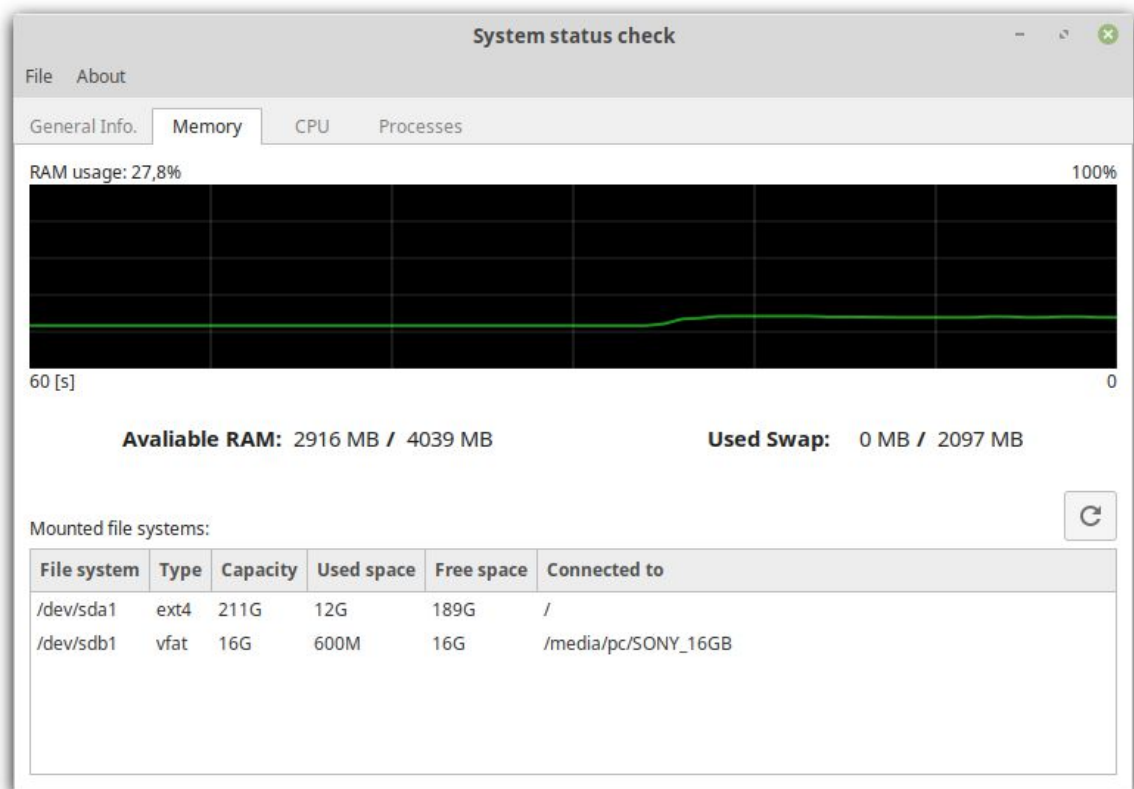 System status check
File About
General Info. Memory CPU Processes
RAM usage: 27,8% 100%
60 [s] 0
Avaliable RAM: 2916 MB / 4039 MB Used Swap: 0 MB / 2097 MB
Mounted file systems:
File system Type Capacity Used space Free space Connected to
/dev/sda1 ext4 211G 12G 189G /
/dev/sdb1 vfat 16G 600M 16G /media/pc/SONY_16GB